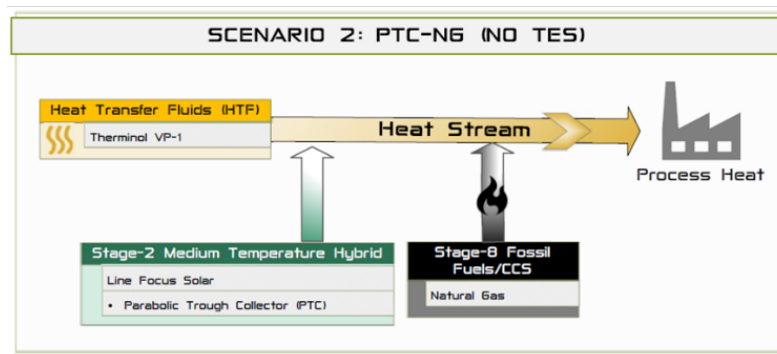 SCENARIO 2: PTC-NG (NO TES)
Heat Transfer Fluids (HTF)
Therminol VP-1
Heat Stream
Process Heat
Stage-2 Medium Temperature Hybrid
Line Focus Solar
• Parabolic Trough Collector (PTC)
Stage-8 Fossil
Fuels/CCS
Natural Gas